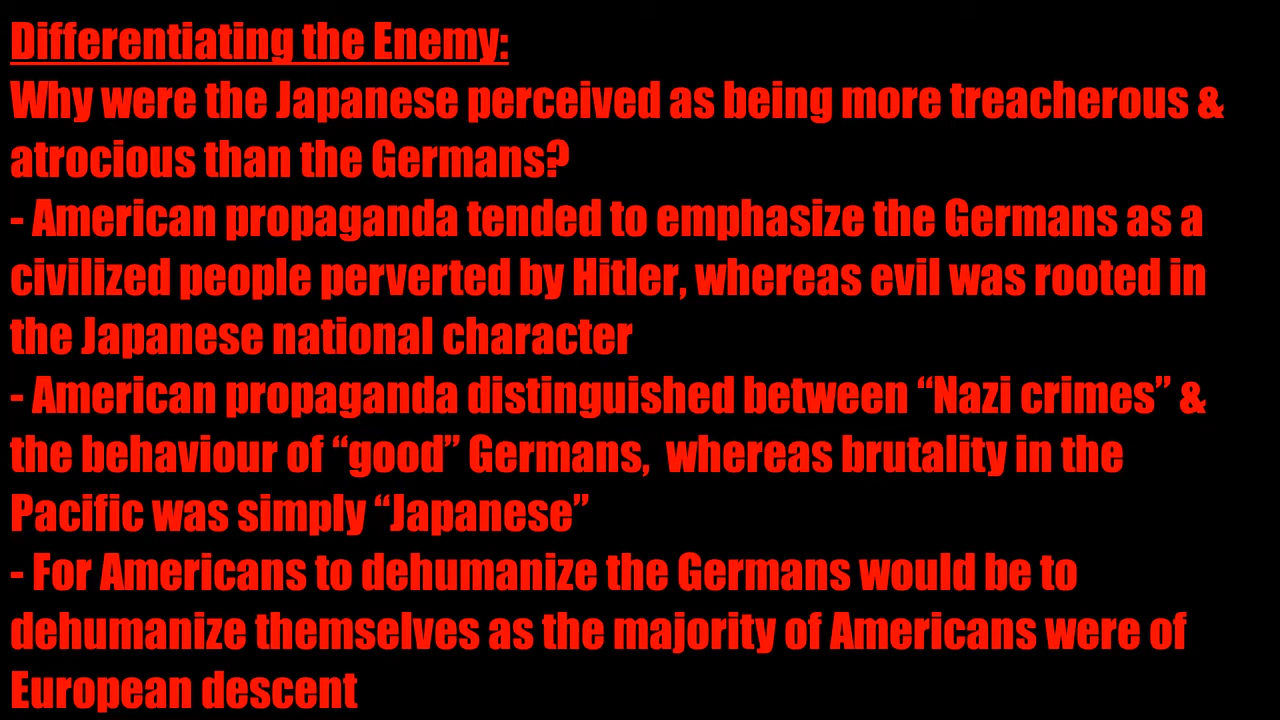 Differentiating the Enemy:
Why were the Japanese perceived as being more treacherous &
atrocious than the Germans?
- American propaganda tended to emphasize the Germans as a
civilized people perverted by Hitler, whereas evil was rooted in
the Japanese national character
- American propaganda distinguished between “Nazi crimes” &
the behaviour of “good” Germans,  whereas brutality in the
Pacific was simply “Japanese”
- For Americans to dehumanize the Germans would be to
dehumanize themselves as the majority of Americans were of
European descent